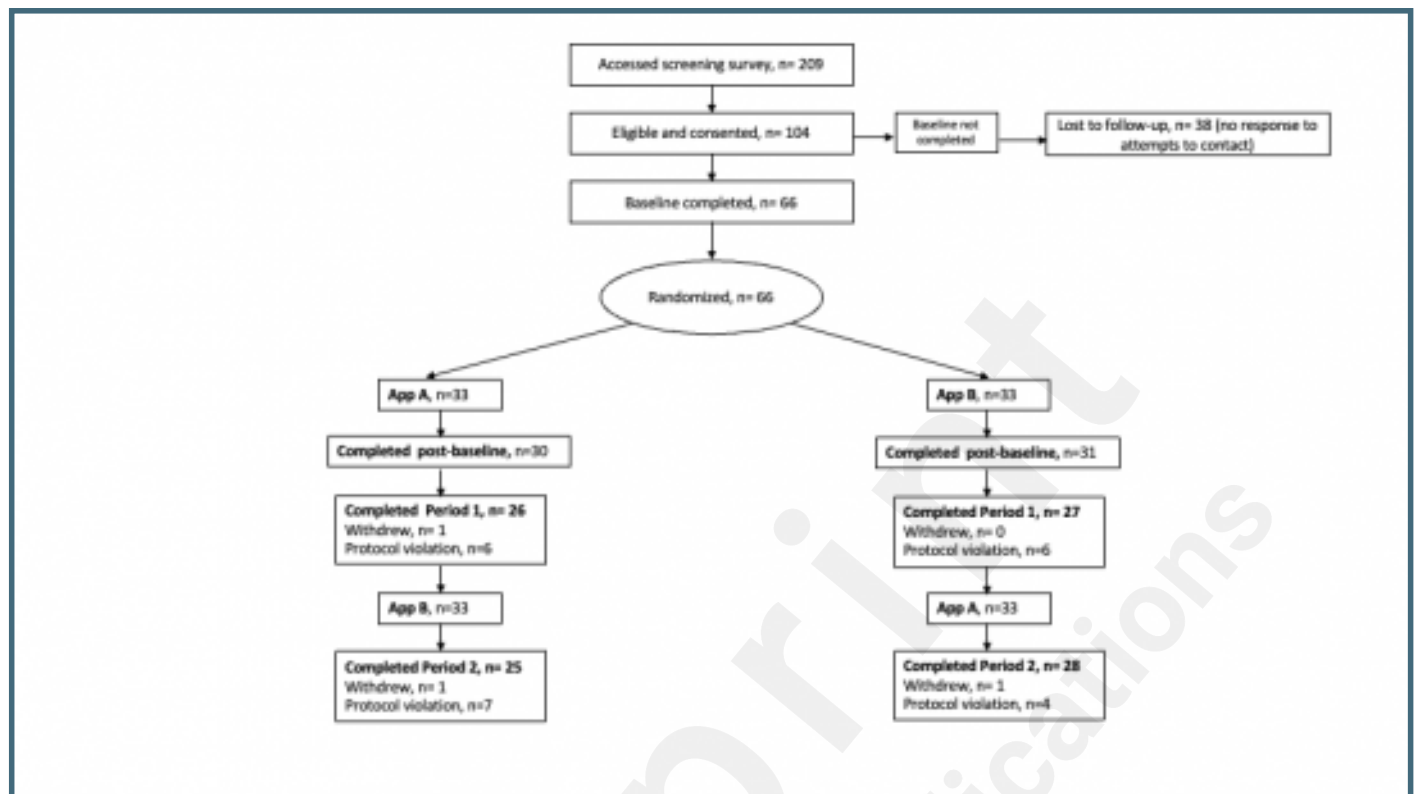 Accessed screening survey, n= 209
Eligible and consented, n= 104
Baseline not
completed
Lost to follow-up, n= 38 (no response to
attempts to contact)
Baseline completed, n= 66
Randomized, n= 66
App A, n=33
App B, n=33
Completed post-baseline, n=30
Completed post-baseline, n=31
Completed Period 1, n= 26
Withdrew, n= 1
Protocol violation, n=6
Completed Period 1, n= 27
Withdrew, n= 0
Protocol violation, n=6
App B, n=33
App A, n=33
Completed Period 2, n= 25
Withdrew, n= 1
Protocol violation, n=7
Completed Period 2, n= 28
Withdrew, n= 1
Protocol violation, n=4
print
ications